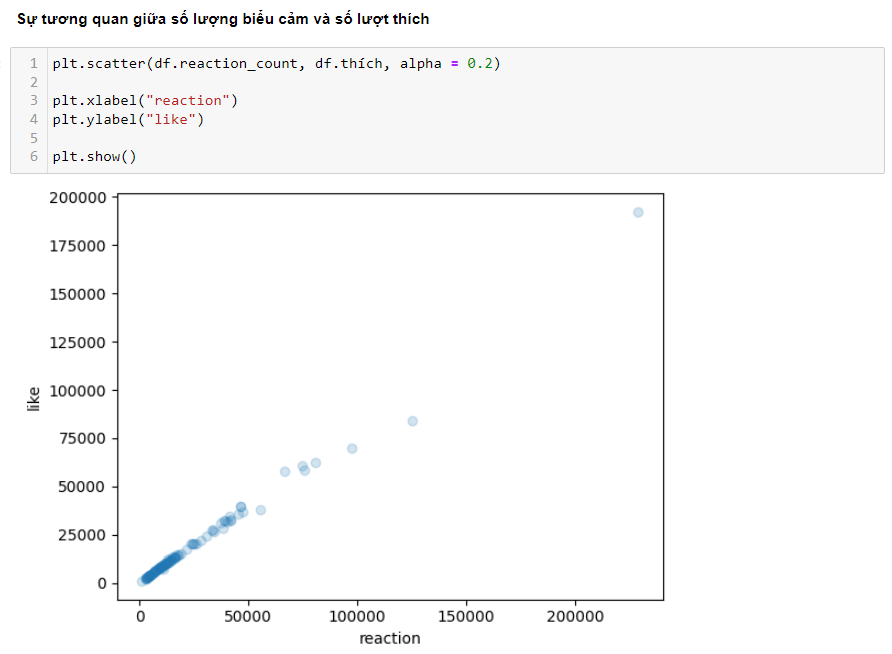 Sự tương quan giữa số lượng biểu cảm và số lượt thích
1 plt.scatter(df.reaction_count, df.thích, alpha = 0.2)
2
3 plt.xlabel("reaction")
4 plt.ylabel("like")
5
6 plt.show()
200000
175000
150000
125000
100000
75000
50000
25000
0
like
0 50000 100000 150000 200000
reaction